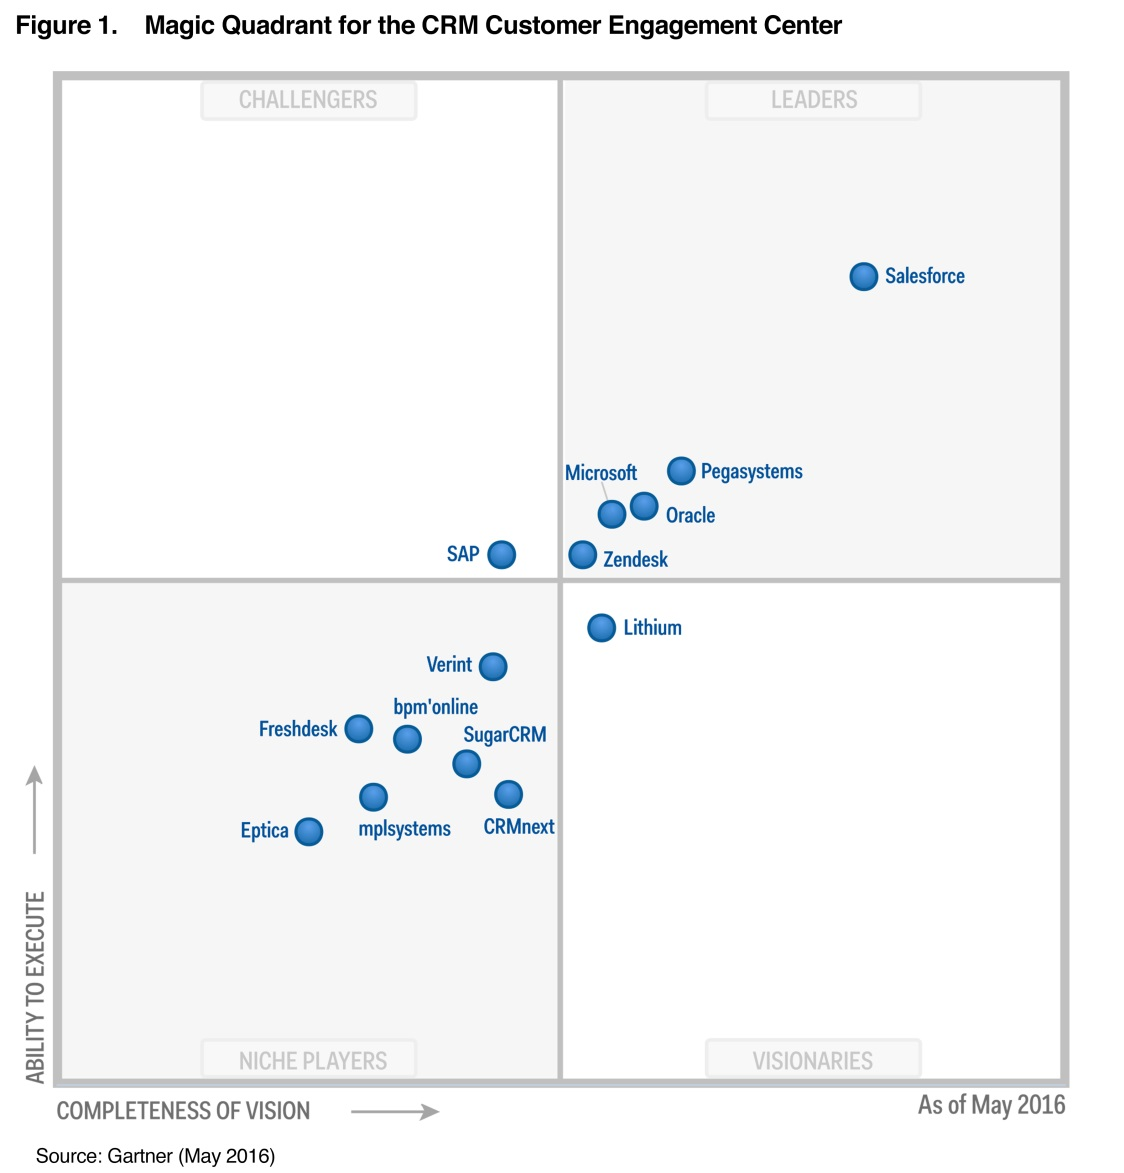 Figure 1. Magic Quadrant for the CRM Customer Engagement Center
CHALLENGERS
LEADERS
Salesforce
Microsoft
Pegasystems
Oracle
SAP
Zendesk
Lithium
Verint
bpm'online
Freshdesk
SugarCRM
mplsystems
CRMnext
Eptica
ABILITY TO EXECUTE
NICHE PLAYERS
VISIONARIES
COMPLETENESS OF VISION
As of May 2016
Source: Gartner (May 2016)